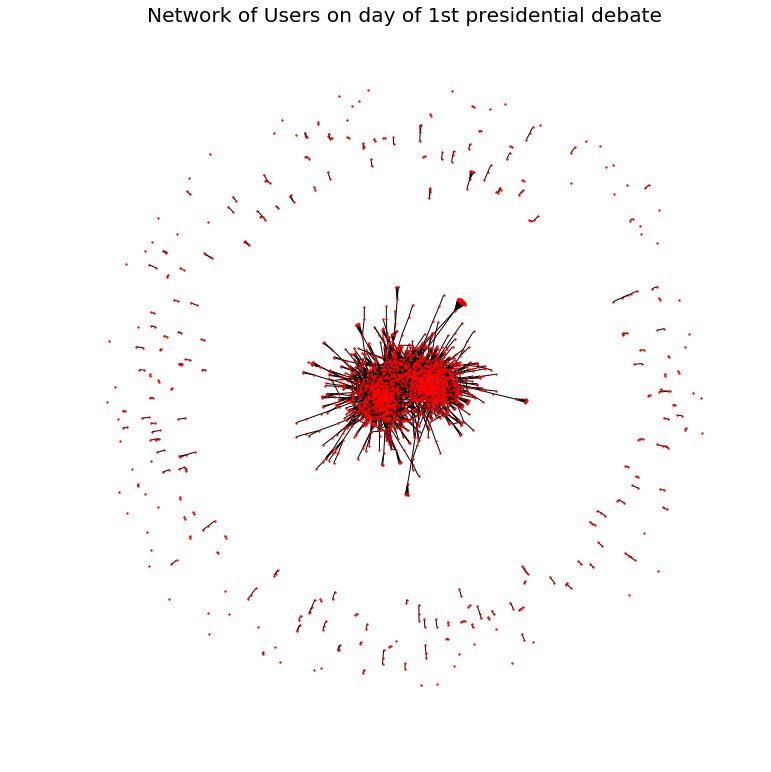 Network of Users on day of 1st presidential debate